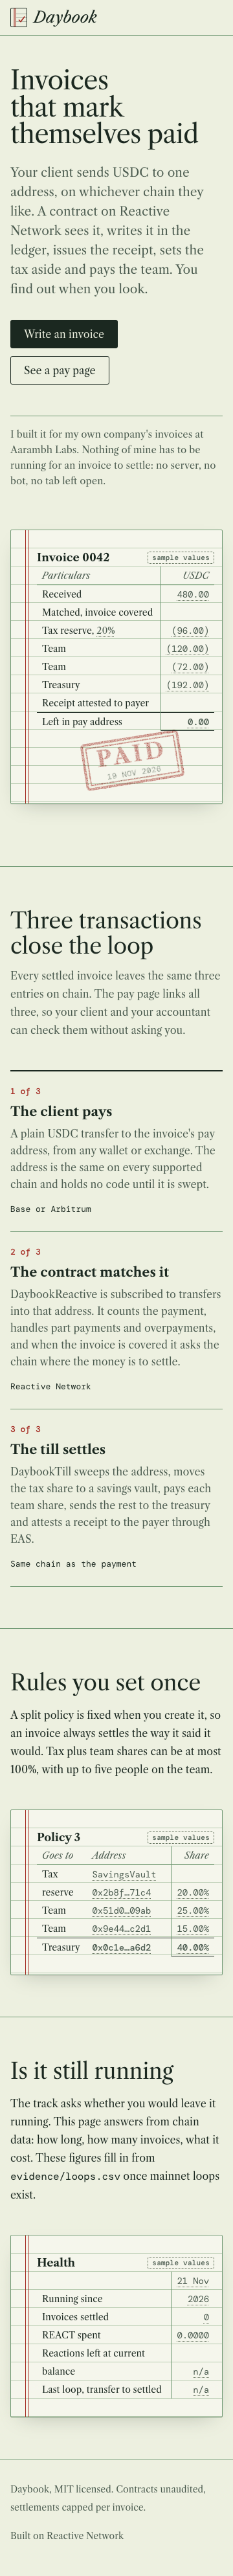 Daybook
Invoices
that mark
themselves paid
Your client sends USDC to one
address, on whichever chain they
like. A contract on Reactive
Network sees it, writes it in the
ledger, issues the receipt, sets the
tax aside and pays the team. You
find out when you look.
Write an invoice
See a pay page
I built it for my own company's invoices at
Aarambh Labs. Nothing of mine has to be
running for an invoice to settle: no server, no
bot, no tab left open.
Invoice 0042 sample values
Particulars USDC
Received 480.00
Matched, invoice covered
Tax reserve, 20% (96.00)
Team (120.00)
Team (72.00)
Treasury (192.00)
Receipt attested to payer
Left in pay address 0.00
PAID
19 NOV 2026
Three transactions
close the loop
Every settled invoice leaves the same three
entries on chain. The pay page links all
three, so your client and your accountant
can check them without asking you.
1 of 3
The client pays
A plain USDC transfer to the invoice's pay
address, from any wallet or exchange. The
address is the same on every supported
chain and holds no code until it is swept.
Base or Arbitrum
2 of 3
The contract matches it
DaybookReactive is subscribed to transfers
into that address. It counts the payment,
handles part payments and overpayments,
and when the invoice is covered it asks the
chain where the money is to settle.
Reactive Network
3 of 3
The till settles
DaybookTill sweeps the address, moves
the tax share to a savings vault, pays each
team share, sends the rest to the treasury
and attests a receipt to the payer through
EAS.
Same chain as the payment
Rules you set once
A split policy is fixed when you create it, so
an invoice always settles the way it said it
would. Tax plus team shares can be at most
100%, with up to five people on the team.
Policy 3 sample values
Goes to Address Share
Tax SavingsVault
reserve 0x2b8f…71c4 20.00%
Team 0x51d0…09ab 25.00%
Team 0x9e44…c2d1 15.00%
Treasury 0x0c1e…a6d2 40.00%
Is it still running
The track asks whether you would leave it
running. This page answers from chain
data: how long, how many invoices, what it
cost. These figures fill in from
evidence/loops.csv once mainnet loops
exist.
Health sample values
21 Nov
Running since 2026
Invoices settled 0
REACT spent 0.0000
Reactions left at current
balance n/a
Last loop, transfer to settled n/a
Daybook, MIT licensed. Contracts unaudited,
settlements capped per invoice.
Built on Reactive Network